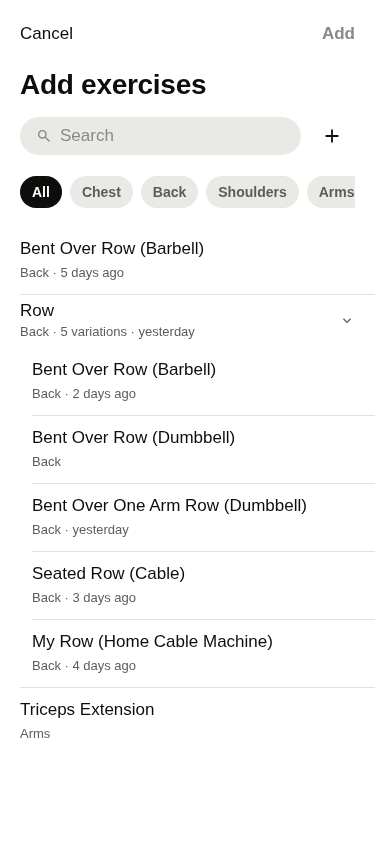 Cancel
Add
Add exercises
Search
All
Chest
Back
Shoulders
Arms
Bent Over Row (Barbell)
Back · 5 days ago
Row
Back · 5 variations · yesterday
Bent Over Row (Barbell)
Back · 2 days ago
Bent Over Row (Dumbbell)
Back
Bent Over One Arm Row (Dumbbell)
Back · yesterday
Seated Row (Cable)
Back · 3 days ago
My Row (Home Cable Machine)
Back · 4 days ago
Triceps Extension
Arms